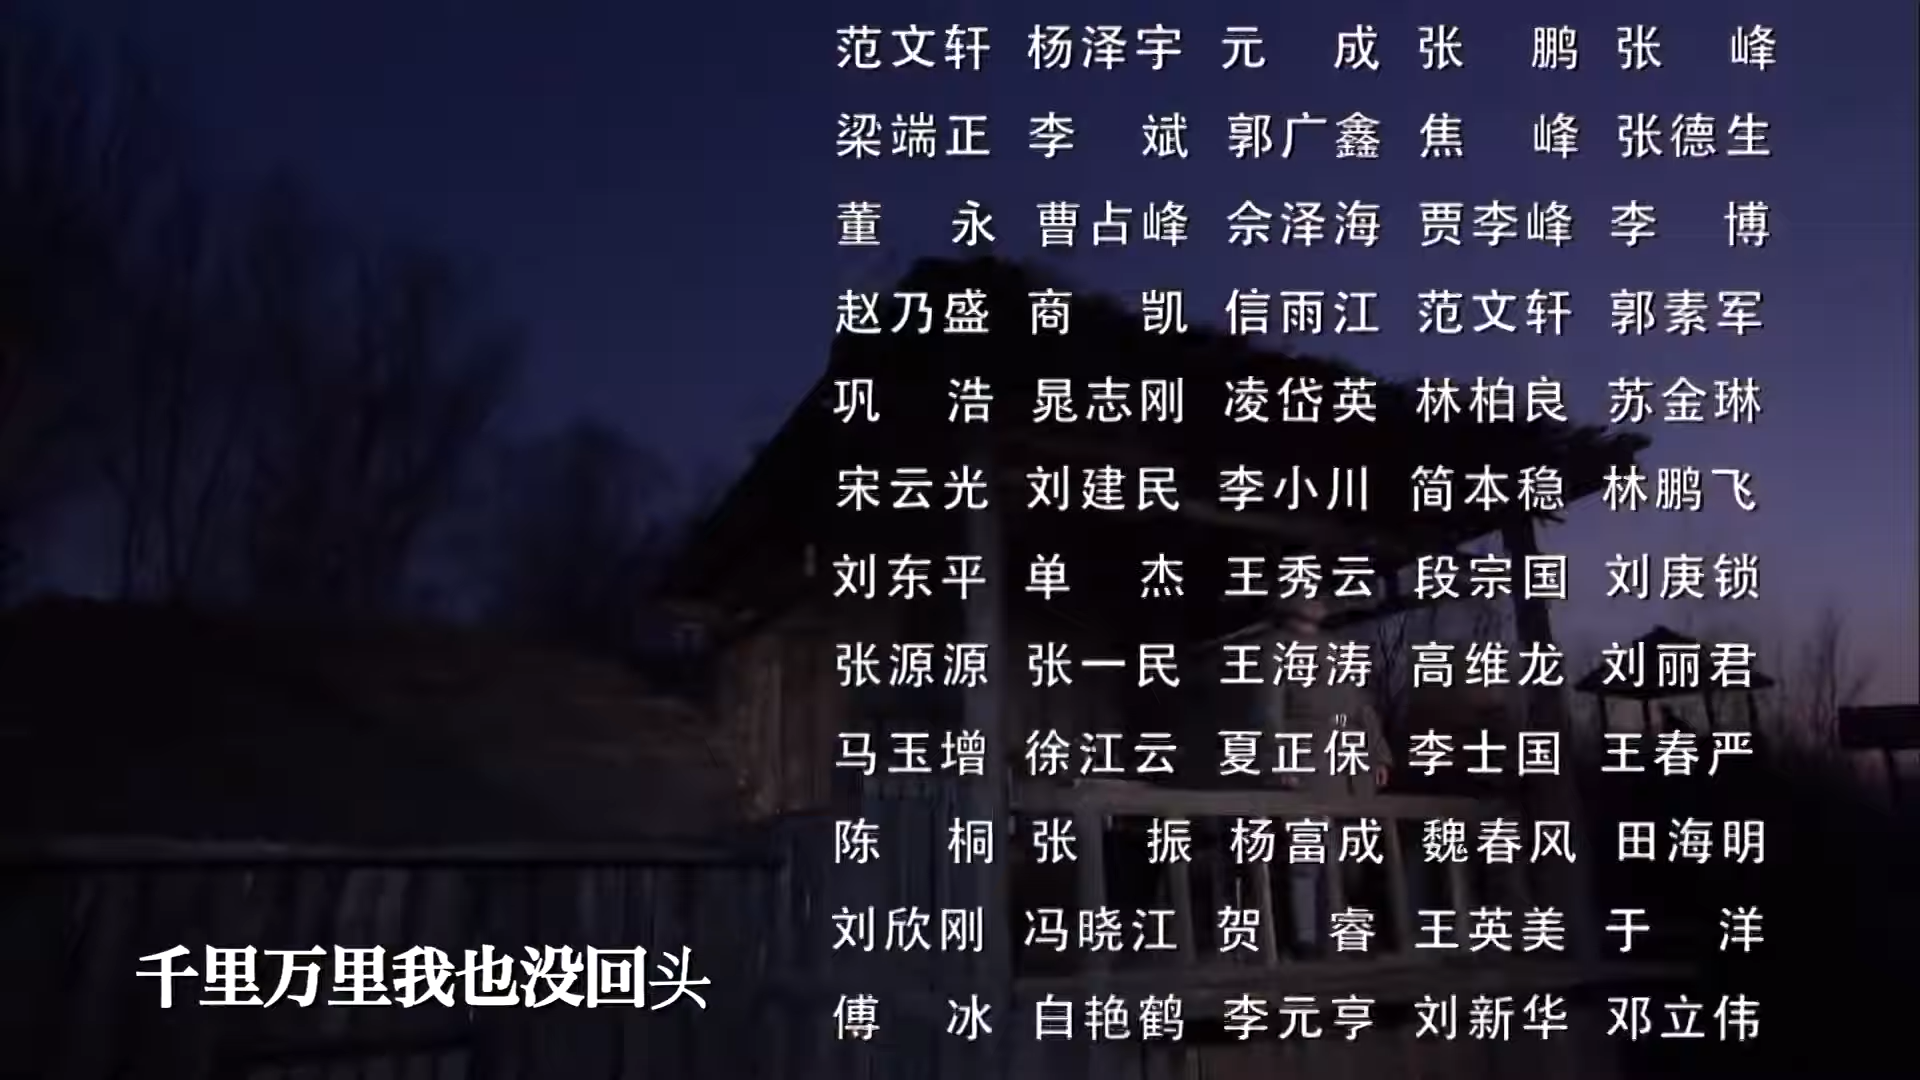 范文轩 杨泽宇 元 成 张 鹏 张 峰
梁端正 李 斌 郭广鑫 焦 峰 张德生
董 永 曹占峰 佘泽海 贾李峰 李 博
赵乃盛 商 凯 信雨江 范文轩 郭素军
巩 浩 晁志刚 凌岱英 林柏良 苏金琳
宋云光 刘建民 李小川 简本稳 林鹏飞
刘东平 单 杰 王秀云 段宗国 刘庚锁
张源源 张一民 王海涛 高维龙 刘丽君
马玉增 徐江云 夏正保 李士国 王春严
陈 桐 张 振 杨富成 魏春风 田海明
刘欣刚 冯晓江 贺 睿 王英美 于 洋
傅 冰 自艳鹤 李元亨 刘新华 邓立伟
千里万里我也没回头